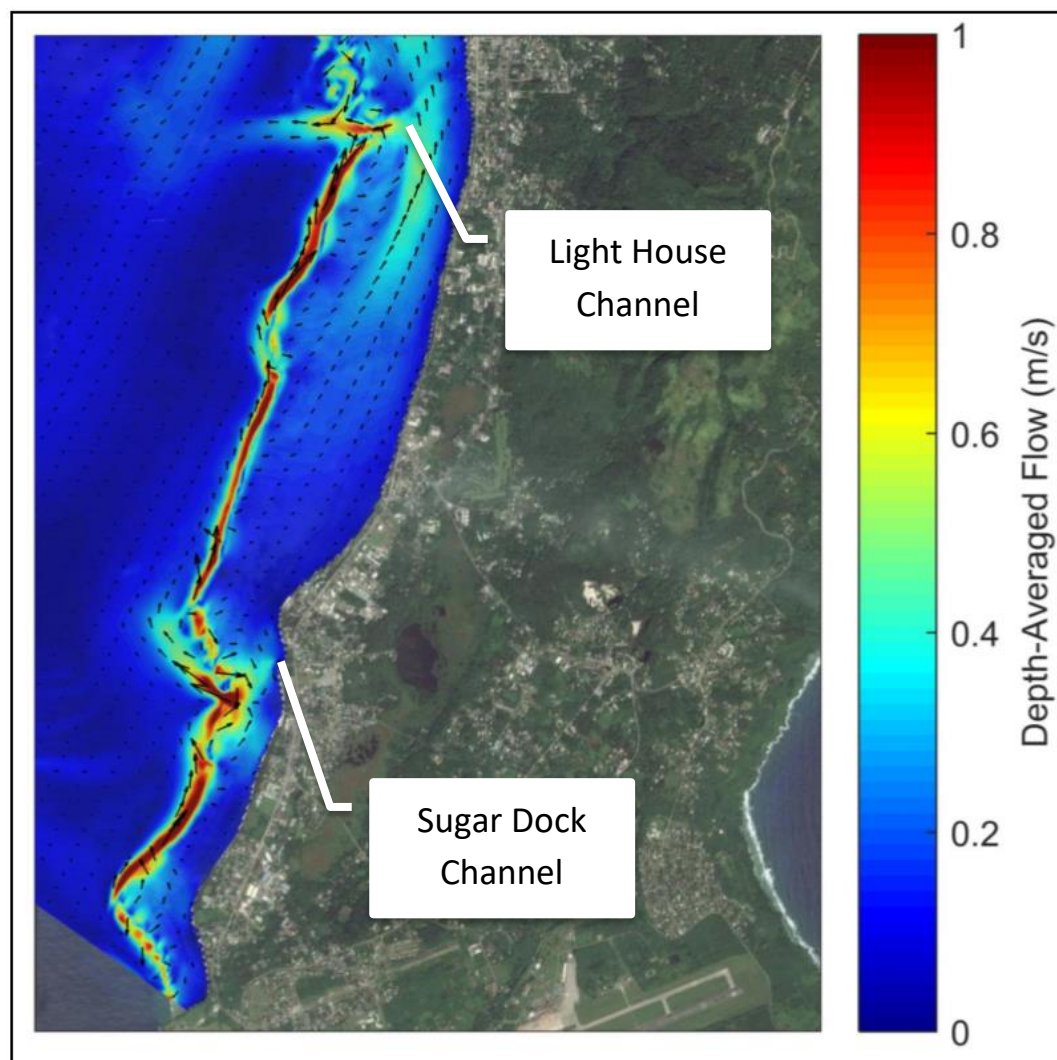 Light House
Channel
Sugar Dock
Channel
1
0.8
0.6
0.4
0.2
0
Depth-Averaged Flow (m/s)